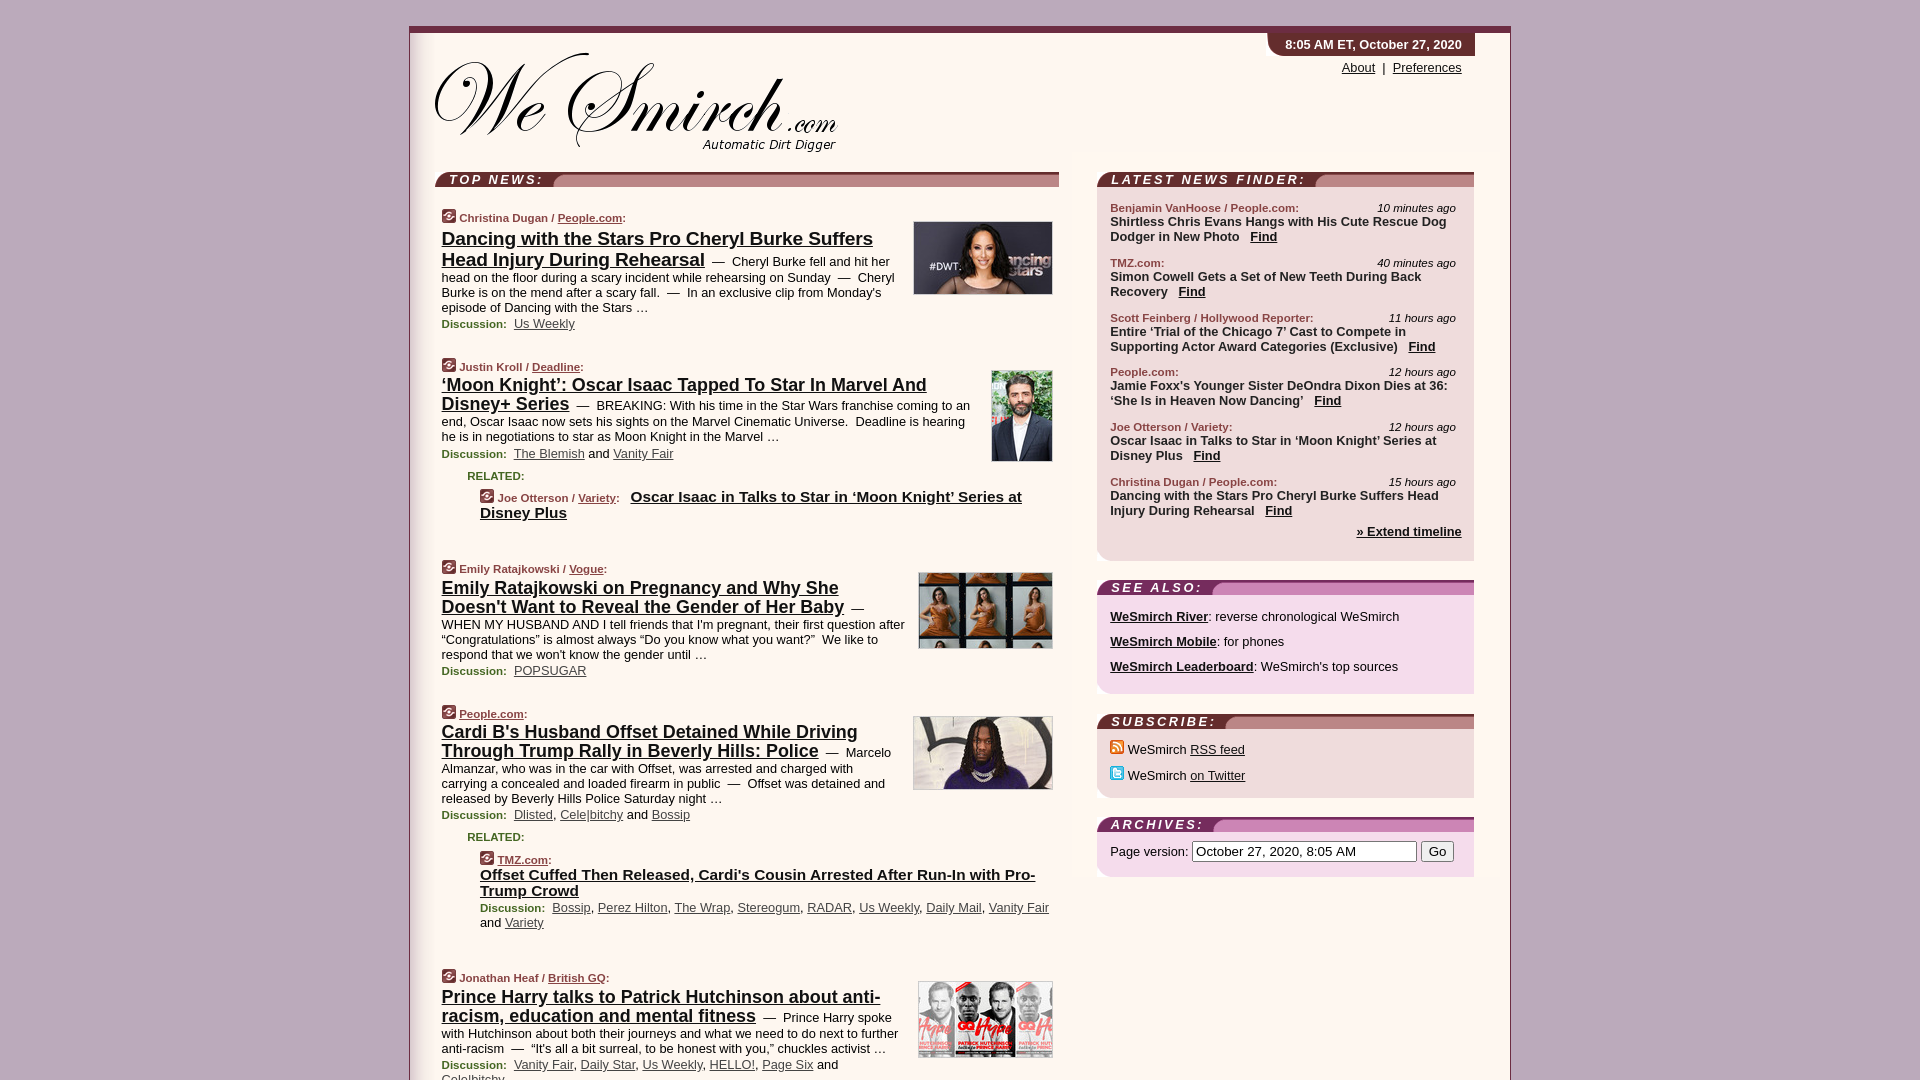 8:05 AM ET, October 27, 2020
About | Preferences
We Smirch .com
Automatic Dirt Digger
TOP NEWS:
Christina Dugan / People.com:
Dancing with the Stars Pro Cheryl Burke Suffers
Head Injury During Rehearsal — Cheryl Burke fell and hit her
head on the floor during a scary incident while rehearsing on Sunday — Cheryl
Burke is on the mend after a scary fall. — In an exclusive clip from Monday's
episode of Dancing with the Stars …
Discussion: Us Weekly
#DWT
ancing
stars
Justin Kroll / Deadline:
‘Moon Knight’: Oscar Isaac Tapped To Star In Marvel And
Disney+ Series — BREAKING: With his time in the Star Wars franchise coming to an
end, Oscar Isaac now sets his sights on the Marvel Cinematic Universe. Deadline is hearing
he is in negotiations to star as Moon Knight in the Marvel …
Discussion: The Blemish and Vanity Fair
RELATED:
Joe Otterson / Variety: Oscar Isaac in Talks to Star in ‘Moon Knight’ Series at
Disney Plus
Emily Ratajkowski / Vogue:
Emily Ratajkowski on Pregnancy and Why She
Doesn't Want to Reveal the Gender of Her Baby —
WHEN MY HUSBAND AND I tell friends that I'm pregnant, their first question after
“Congratulations” is almost always “Do you know what you want?” We like to
respond that we won't know the gender until …
Discussion: POPSUGAR
People.com:
Cardi B's Husband Offset Detained While Driving
Through Trump Rally in Beverly Hills: Police — Marcelo
Almanzar, who was in the car with Offset, was arrested and charged with
carrying a concealed and loaded firearm in public — Offset was detained and
released by Beverly Hills Police Saturday night …
Discussion: Dlisted, Cele|bitchy and Bossip
RELATED:
TMZ.com:
Offset Cuffed Then Released, Cardi's Cousin Arrested After Run-In with Pro-
Trump Crowd
Discussion: Bossip, Perez Hilton, The Wrap, Stereogum, RADAR, Us Weekly, Daily Mail, Vanity Fair
and Variety
Jonathan Heaf / British GQ:
Prince Harry talks to Patrick Hutchinson about anti-
racism, education and mental fitness — Prince Harry spoke
with Hutchinson about both their journeys and what we need to do next to further
anti-racism — “It's all a bit surreal, to be honest with you,” chuckles activist …
Discussion: Vanity Fair, Daily Star, Us Weekly, HELLO!, Page Six and
Cele|bitchy
GQ Hype
PATRICK HUTCHINSON
PRINCE HARRY
LATEST NEWS FINDER:
Benjamin VanHoose / People.com: 10 minutes ago
Shirtless Chris Evans Hangs with His Cute Rescue Dog
Dodger in New Photo Find
TMZ.com: 40 minutes ago
Simon Cowell Gets a Set of New Teeth During Back
Recovery Find
Scott Feinberg / Hollywood Reporter: 11 hours ago
Entire ‘Trial of the Chicago 7’ Cast to Compete in
Supporting Actor Award Categories (Exclusive) Find
People.com: 12 hours ago
Jamie Foxx's Younger Sister DeOndra Dixon Dies at 36:
‘She Is in Heaven Now Dancing’ Find
Joe Otterson / Variety: 12 hours ago
Oscar Isaac in Talks to Star in ‘Moon Knight’ Series at
Disney Plus Find
Christina Dugan / People.com: 15 hours ago
Dancing with the Stars Pro Cheryl Burke Suffers Head
Injury During Rehearsal Find
» Extend timeline
SEE ALSO:
WeSmirch River: reverse chronological WeSmirch
WeSmirch Mobile: for phones
WeSmirch Leaderboard: WeSmirch's top sources
SUBSCRIBE:
WeSmirch RSS feed
WeSmirch on Twitter
ARCHIVES:
Page version: October 27, 2020, 8:05 AM Go